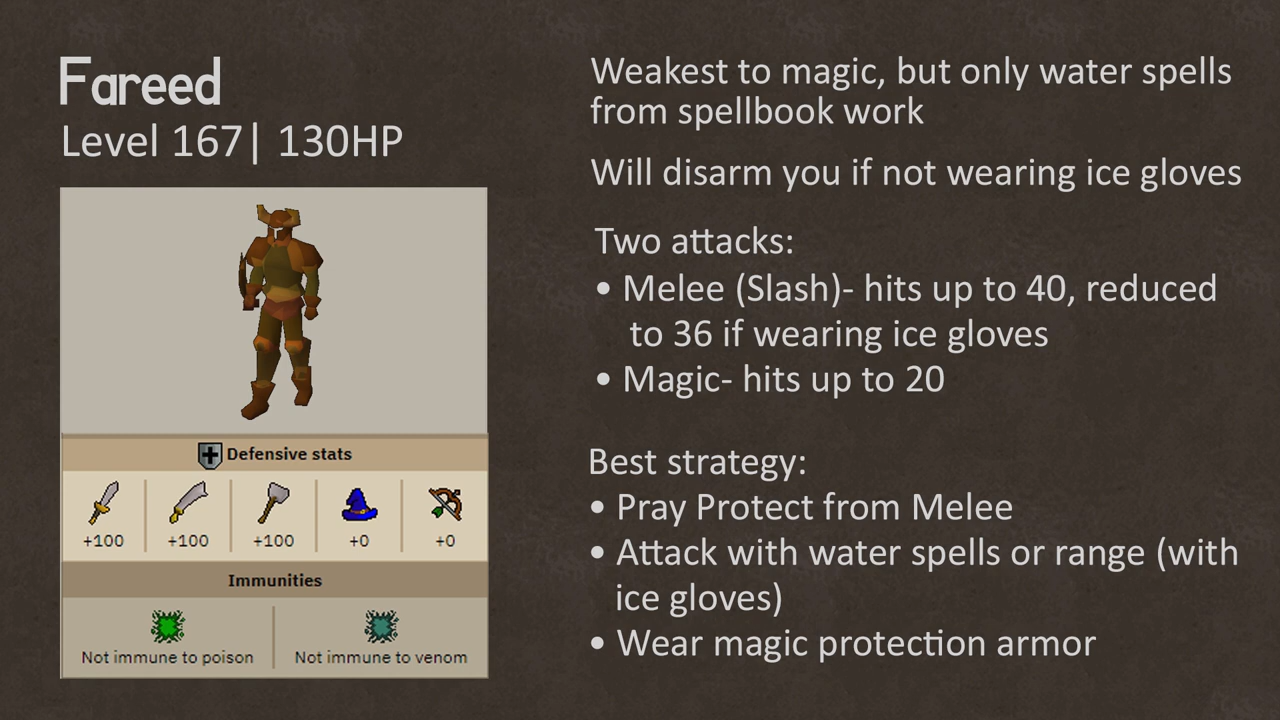 Fareed
Level 167| 130HP
Defensive stats
+100 +100 +100 +0 +0
Immunities
Not immune to poison Not immune to venom
Weakest to magic, but only water spells
from spellbook work
Will disarm you if not wearing ice gloves
Two attacks:
• Melee (Slash)- hits up to 40, reduced
to 36 if wearing ice gloves
• Magic- hits up to 20
Best strategy:
• Pray Protect from Melee
• Attack with water spells or range (with
ice gloves)
• Wear magic protection armor